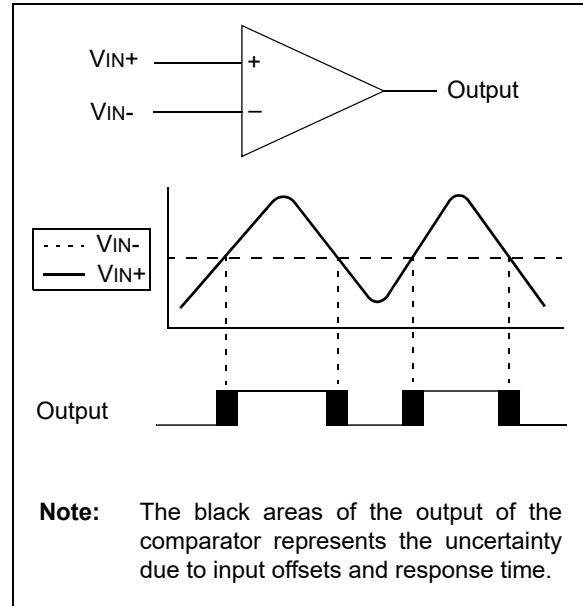 VIN+
+
Output
VIN-
–
VIN-
VIN+
Output
Note: The black areas of the output of the
comparator represents the uncertainty
due to input offsets and response time.